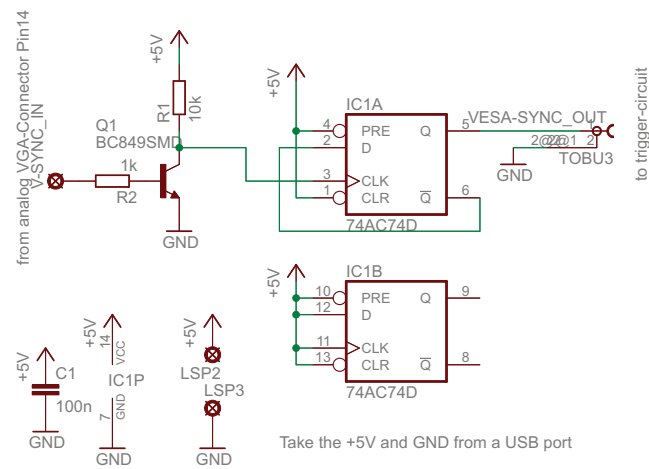 from analog VGA-Connector Pin14
V-SYNC_IN
1k
R2
Q1
BC849SMD
+5V
R1
10k
GND
+5V
IC1A
4
PRE
Q
5
2
D
3
CLK
1
CLR
Q
6
74AC74D
VESA-SYNC_OUT
1
2
TOBU3
GND
to trigger-circuit
+5V
IC1B
10
PRE
Q
9
12
D
11
CLK
13
CLR
Q
8
74AC74D
+5V
C1
100n
GND
+5V
14
VCC
IC1P
7
GND
GND
+5V
LSP2
LSP3
GND
Take the +5V and GND from a USB port